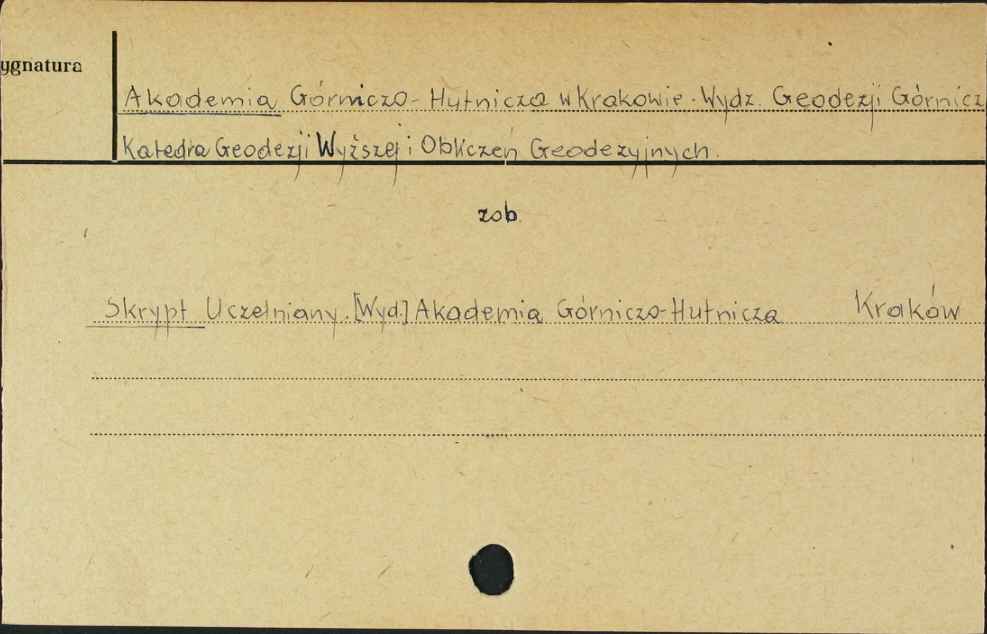 ygnatura
Akademia Górniczo-Hutnicza w Krakowie. Wydz. Geodezji Górnicz
Katedra Geodezji Wyższej i Obliczeń Geodezyjnych.
zob.
Skrypt Uczelniany. [Wyd.] Akademia Górniczo-Hutnicza Kraków